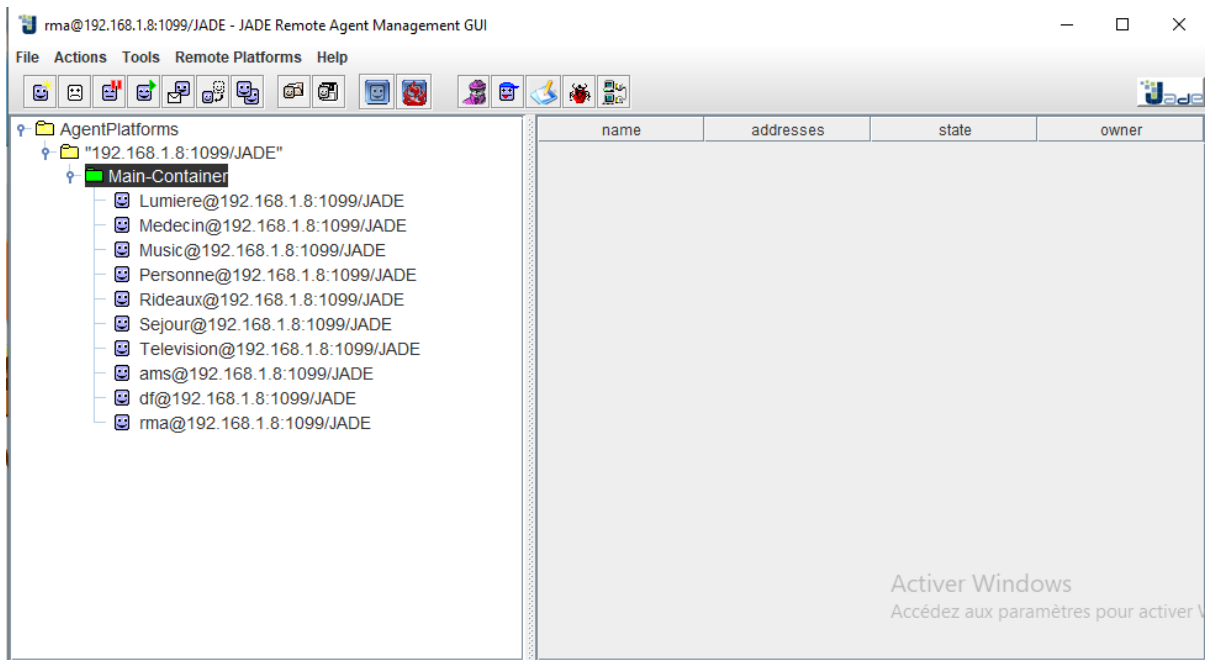 rma@192.168.1.8:1099/JADE - JADE Remote Agent Management GUI
File Actions Tools Remote Platforms Help
Jade
AgentPlatforms
name addresses state owner
"192.168.1.8:1099/JADE"
Main-Container
Lumiere@192.168.1.8:1099/JADE
Medecin@192.168.1.8:1099/JADE
Music@192.168.1.8:1099/JADE
Personne@192.168.1.8:1099/JADE
Rideaux@192.168.1.8:1099/JADE
Sejour@192.168.1.8:1099/JADE
Television@192.168.1.8:1099/JADE
ams@192.168.1.8:1099/JADE
df@192.168.1.8:1099/JADE
rma@192.168.1.8:1099/JADE
Activer Windows
Accédez aux paramètres pour activer